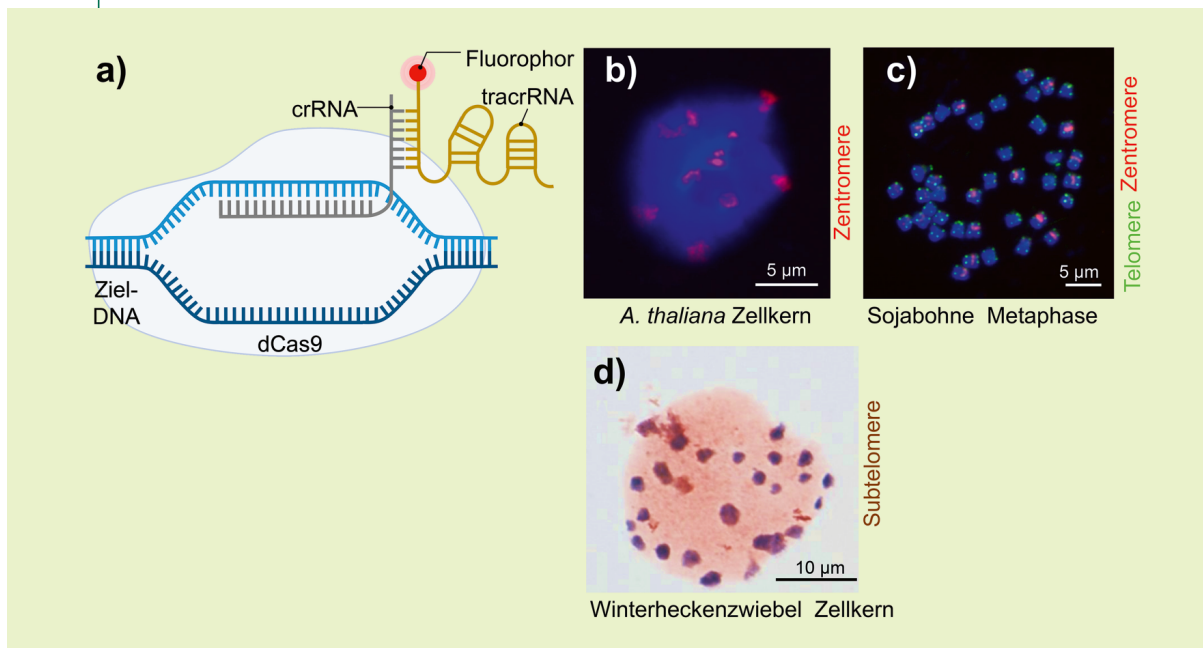 a)
Fluorophor
crRNA
tracrRNA
Ziel-
DNA
dCas9
b)
Zentromere
5 µm
A. thaliana Zellkern
c)
Telomere Zentromere
5 µm
Sojabohne Metaphase
d)
Subtelomere
10 µm
Winterheckenzwiebel Zellkern